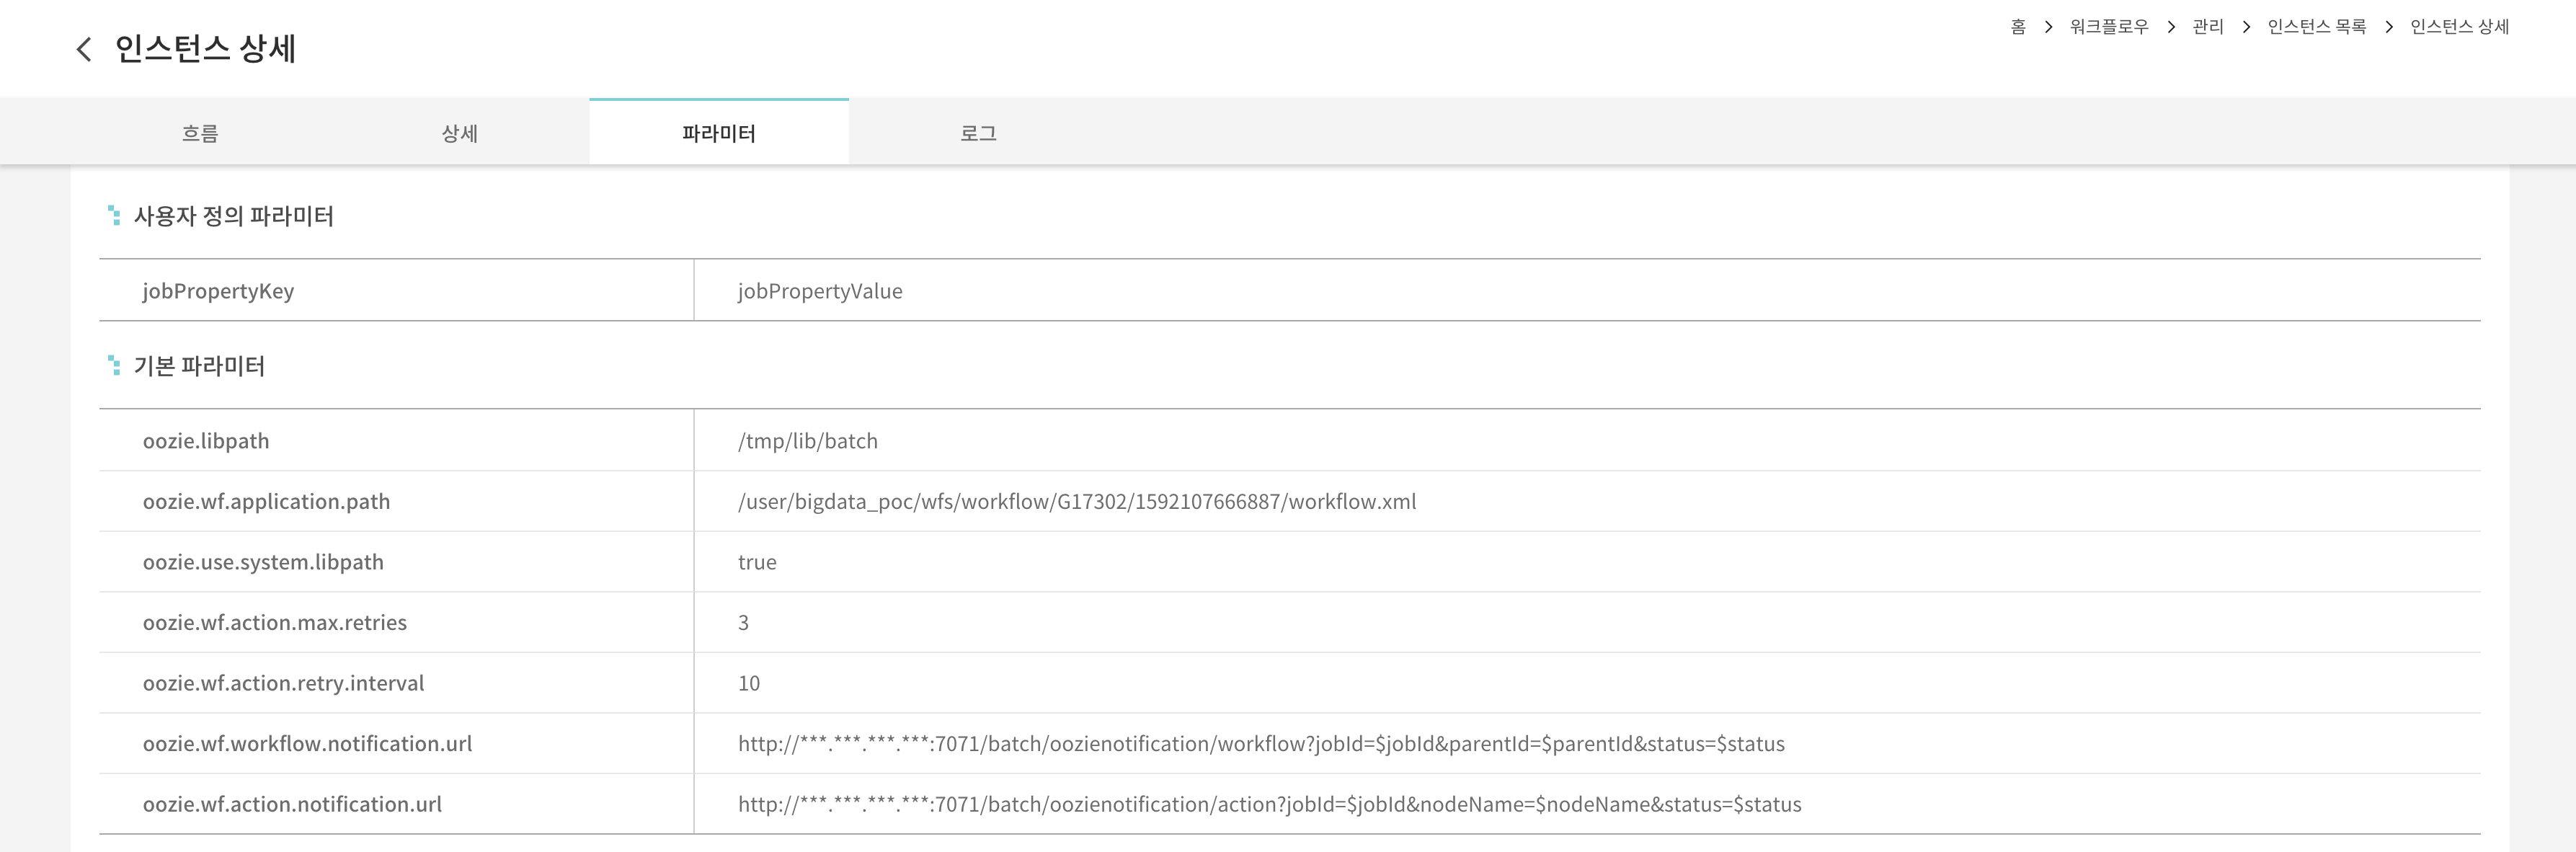 인스턴스 상세
홈 > 워크플로우 > 관리 > 인스턴스 목록 > 인스턴스 상세
흐름 상세 파라미터 로그
사용자 정의 파라미터
jobPropertyKey jobPropertyValue
기본 파라미터
oozie.libpath /tmp/lib/batch
oozie.wf.application.path /user/bigdata_poc/wfs/workflow/G17302/1592107666887/workflow.xml
oozie.use.system.libpath true
oozie.wf.action.max.retries 3
oozie.wf.action.retry.interval 10
oozie.wf.workflow.notification.url http://***.***.***.***:7071/batch/oozienotification/workflow?jobId=$jobId&parentId=$parentId&status=$status
oozie.wf.action.notification.url http://***.***.***.***:7071/batch/oozienotification/action?jobId=$jobId&nodeName=$nodeName&status=$status